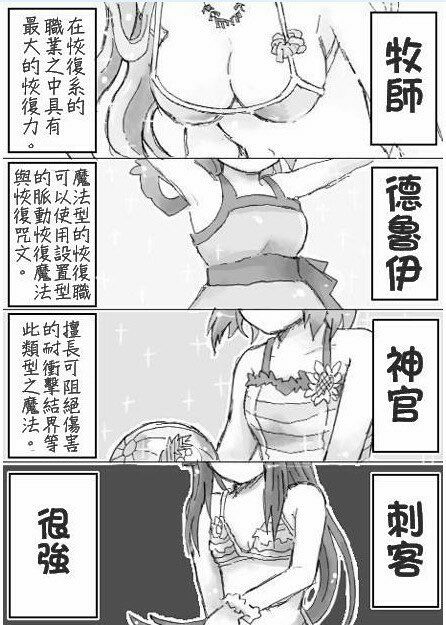 牧師
在恢復系的
職業之中具有
最大的恢復力。
德魯伊
魔法型的恢復職
可以使用設置型
的脈動恢復魔法
與恢復咒文。
神官
擅長可阻絕傷害
的耐衝擊結界等
此類型之魔法。
刺客
很強